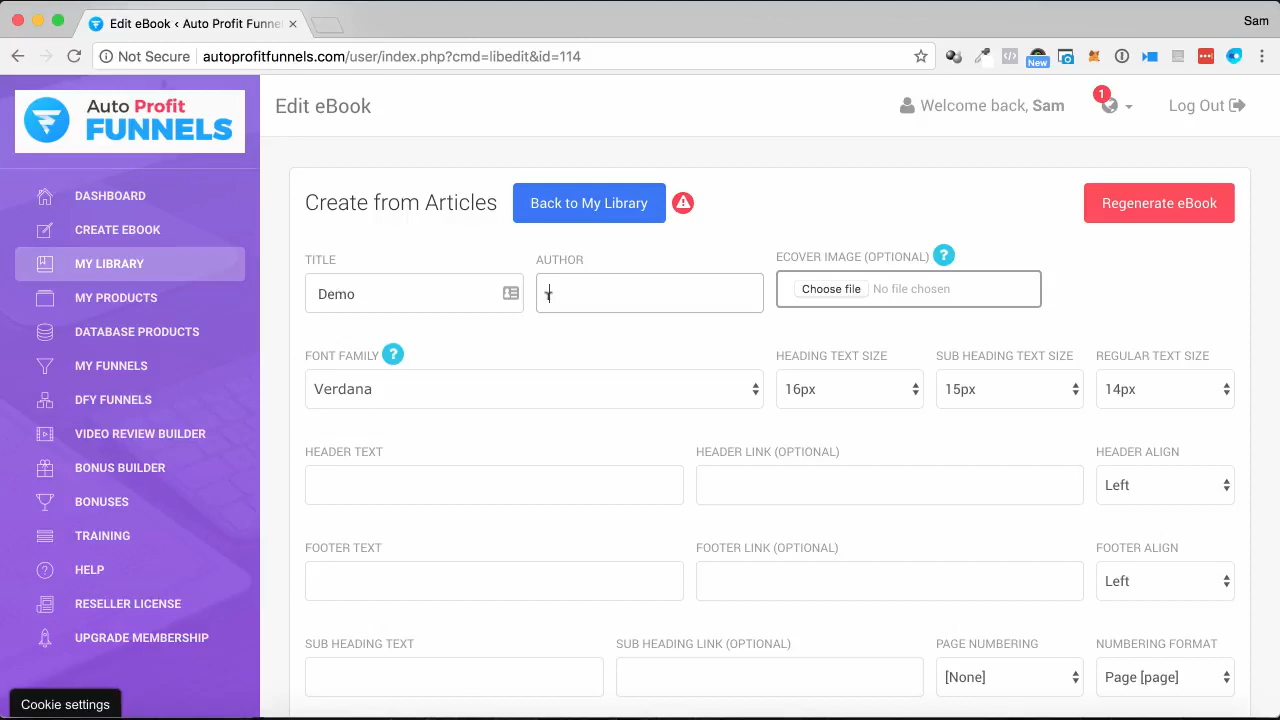 Edit eBook ‹ Auto Profit Funnel
Sam
Not Secure
autoprofitfunnels.com/user/index.php?cmd=libedit&id=114
New
Auto Profit
FUNNELS
Edit eBook
Welcome back, Sam
1
Log Out
DASHBOARD
CREATE EBOOK
MY LIBRARY
MY PRODUCTS
DATABASE PRODUCTS
MY FUNNELS
DFY FUNNELS
VIDEO REVIEW BUILDER
BONUS BUILDER
BONUSES
TRAINING
HELP
RESELLER LICENSE
UPGRADE MEMBERSHIP
Cookie settings
Create from Articles
Back to My Library
Regenerate eBook
TITLE
AUTHOR
ECOVER IMAGE (OPTIONAL) ?
Demo
Choose file No file chosen
FONT FAMILY ?
HEADING TEXT SIZE
SUB HEADING TEXT SIZE
REGULAR TEXT SIZE
Verdana
16px
15px
14px
HEADER TEXT
HEADER LINK (OPTIONAL)
HEADER ALIGN
Left
FOOTER TEXT
FOOTER LINK (OPTIONAL)
FOOTER ALIGN
Left
SUB HEADING TEXT
SUB HEADING LINK (OPTIONAL)
PAGE NUMBERING
NUMBERING FORMAT
[None]
Page [page]